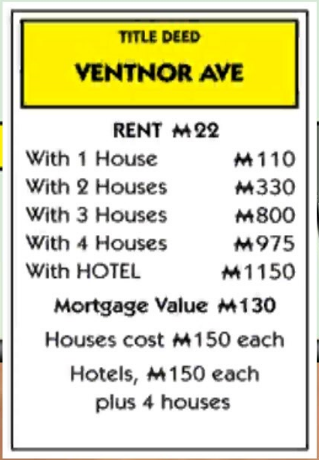 TITLE DEED
VENTNOR AVE
RENT ₩22
With 1 House ₩110
With 2 Houses ₩330
With 3 Houses ₩800
With 4 Houses ₩975
With HOTEL ₩1150
Mortgage Value ₩130
Houses cost ₩150 each
Hotels, ₩150 each
plus 4 houses